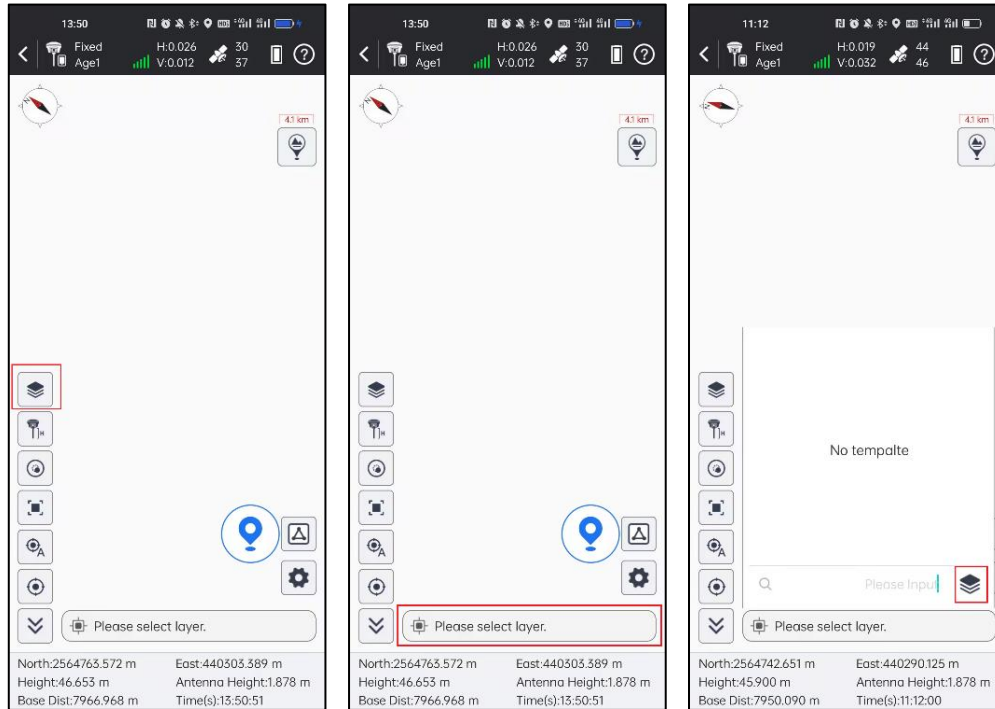 13:50
Fixed H:0.026 30
Age1 V:0.012 37
N
4.1 km
H
A
Please select layer.
North:2564763.572 m East:440303.389 m
Height:46.653 m Antenna Height:1.878 m
Base Dist:7966.968 m Time(s):13:50:51
13:50
Fixed H:0.026 30
Age1 V:0.012 37
N
4.1 km
H
A
Please select layer.
North:2564763.572 m East:440303.389 m
Height:46.653 m Antenna Height:1.878 m
Base Dist:7966.968 m Time(s):13:50:51
11:12
Fixed H:0.019 44
Age1 V:0.032 46
N
4.1 km
No tempalte
H
A
Please Input
Please select layer.
North:2564742.651 m East:440290.125 m
Height:45.900 m Antenna Height:1.878 m
Base Dist:7950.090 m Time(s):11:12:00